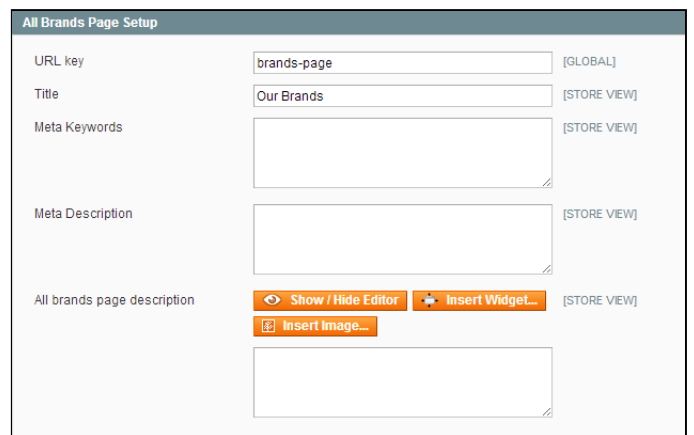 All Brands Page Setup
URL key brands-page [GLOBAL]
Title Our Brands [STORE VIEW]
Meta Keywords [STORE VIEW]
Meta Description [STORE VIEW]
All brands page description Show / Hide Editor Insert Widget... [STORE VIEW]
Insert Image...